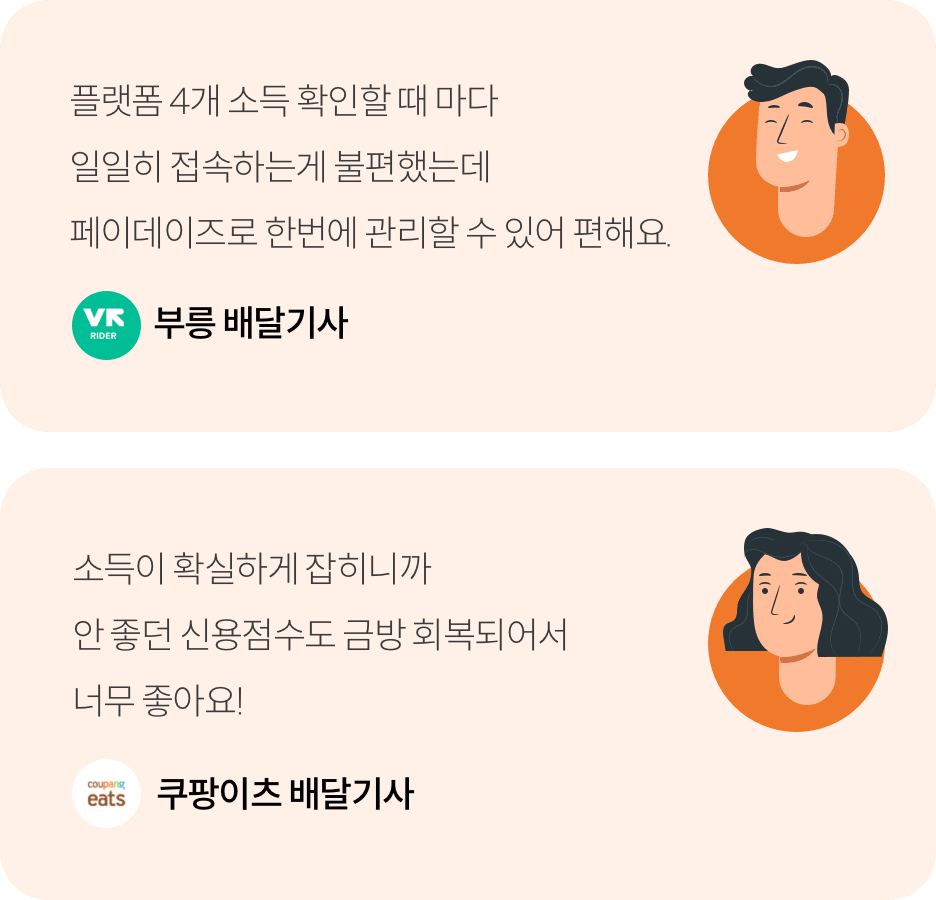 플랫폼 4개 소득 확인할 때 마다
일일히 접속하는게 불편했는데
페이데이즈로 한번에 관리할 수 있어 편해요.
VR
RIDER
부릉 배달기사
소득이 확실하게 잡히니까
안 좋던 신용점수도 금방 회복되어서
너무 좋아요!
coupang
eats
쿠팡이츠 배달기사